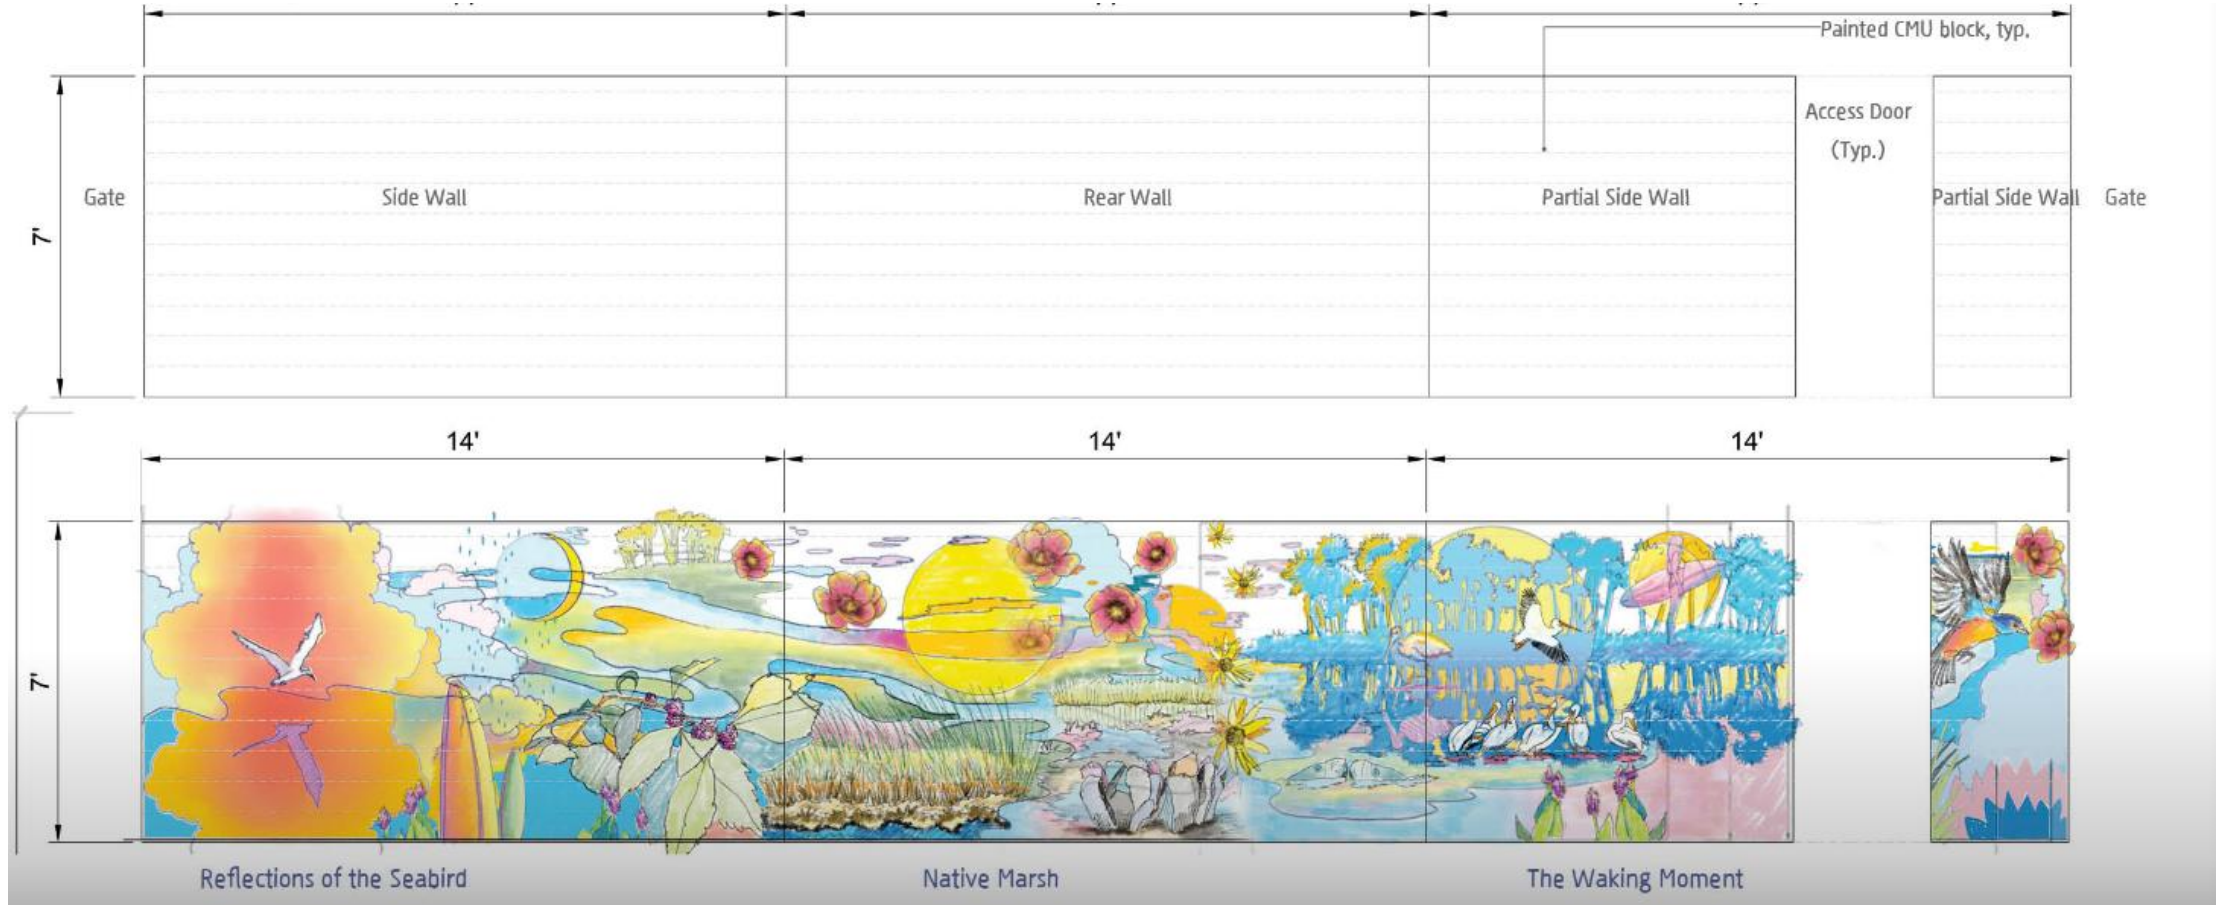 Painted CMU block, typ.
Access Door
(Typ.)
Gate
Side Wall
Rear Wall
Partial Side Wall
Partial Side Wall
Gate
7'
14'
14'
14'
7'
Reflections of the Seabird
Native Marsh
The Waking Moment